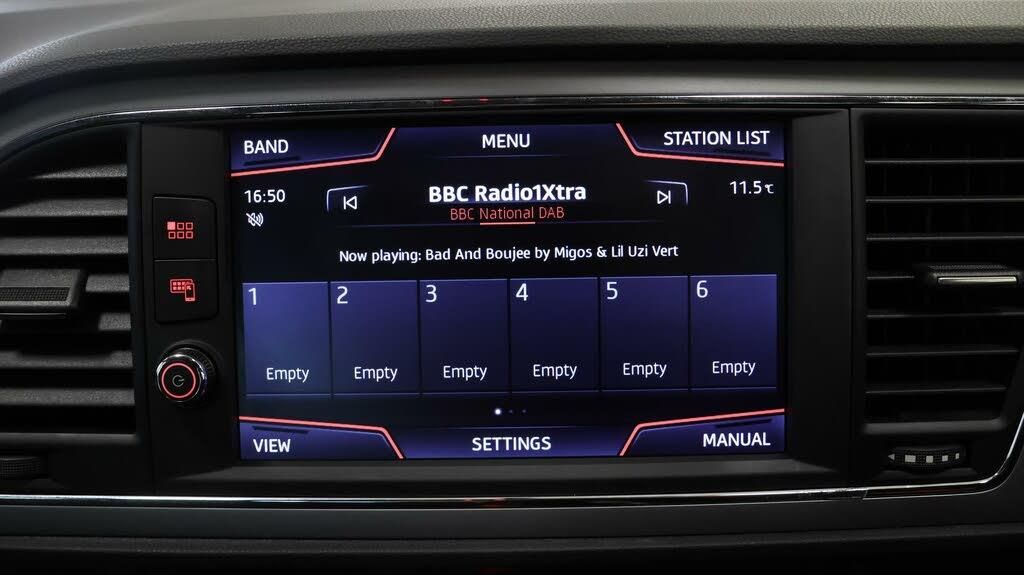 BAND
MENU
STATION LIST
16:50
BBC Radio1Xtra
11.5℃
BBC National DAB
Now playing: Bad And Boujee by Migos & Lil Uzi Vert
1 2 3 4 5 6
Empty Empty Empty Empty Empty Empty
VIEW
SETTINGS
MANUAL